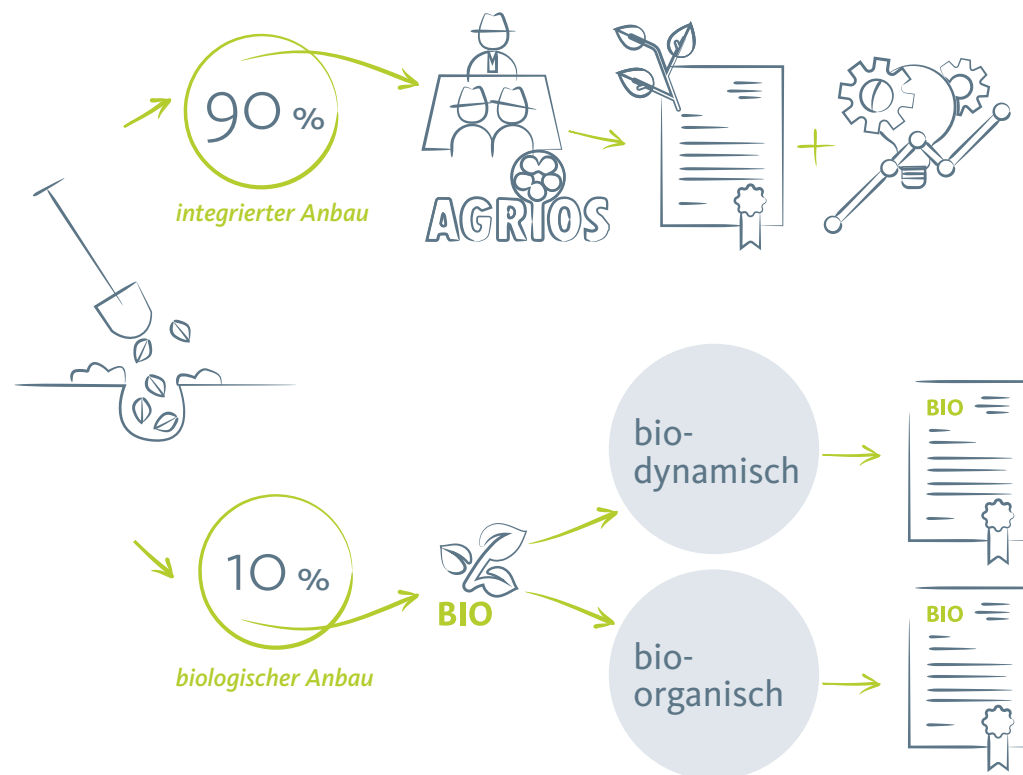 90 %
integrierter Anbau
AGRIOS
10 %
biologischer Anbau
BIO
bio-
dynamisch
BIO
bio-
organisch
BIO